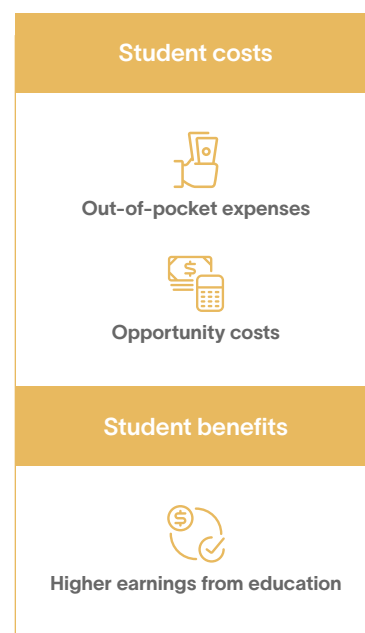 Student costs
Out-of-pocket expenses
$
Opportunity costs
Student benefits
$
Higher earnings from education